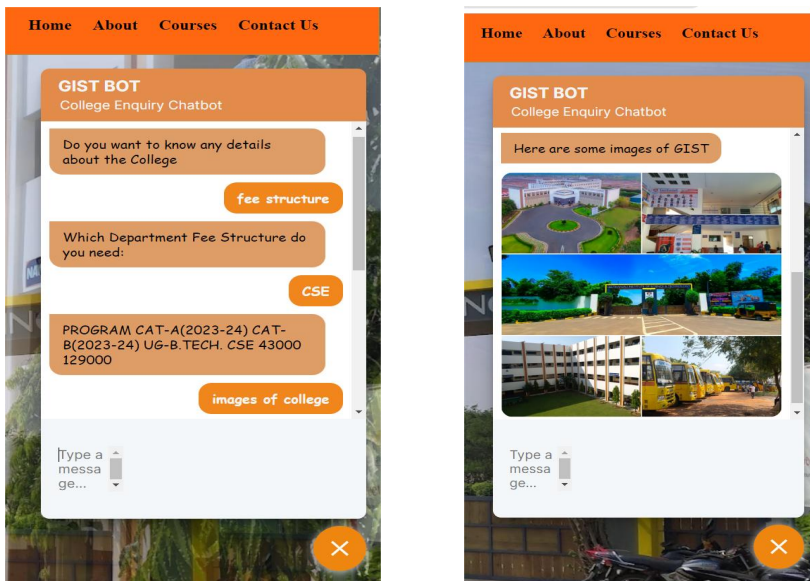 Home About Courses Contact Us
GIST BOT
College Enquiry Chatbot
Do you want to know any details
about the College
fee structure
Which Department Fee Structure do
you need:
CSE
PROGRAM CAT-A(2023-24) CAT-
B(2023-24) UG-B.TECH. CSE 43000
129000
images of college
Type a
messa
ge...
Home About Courses Contact Us
GIST BOT
College Enquiry Chatbot
Here are some images of GIST
Type a
messa
ge...